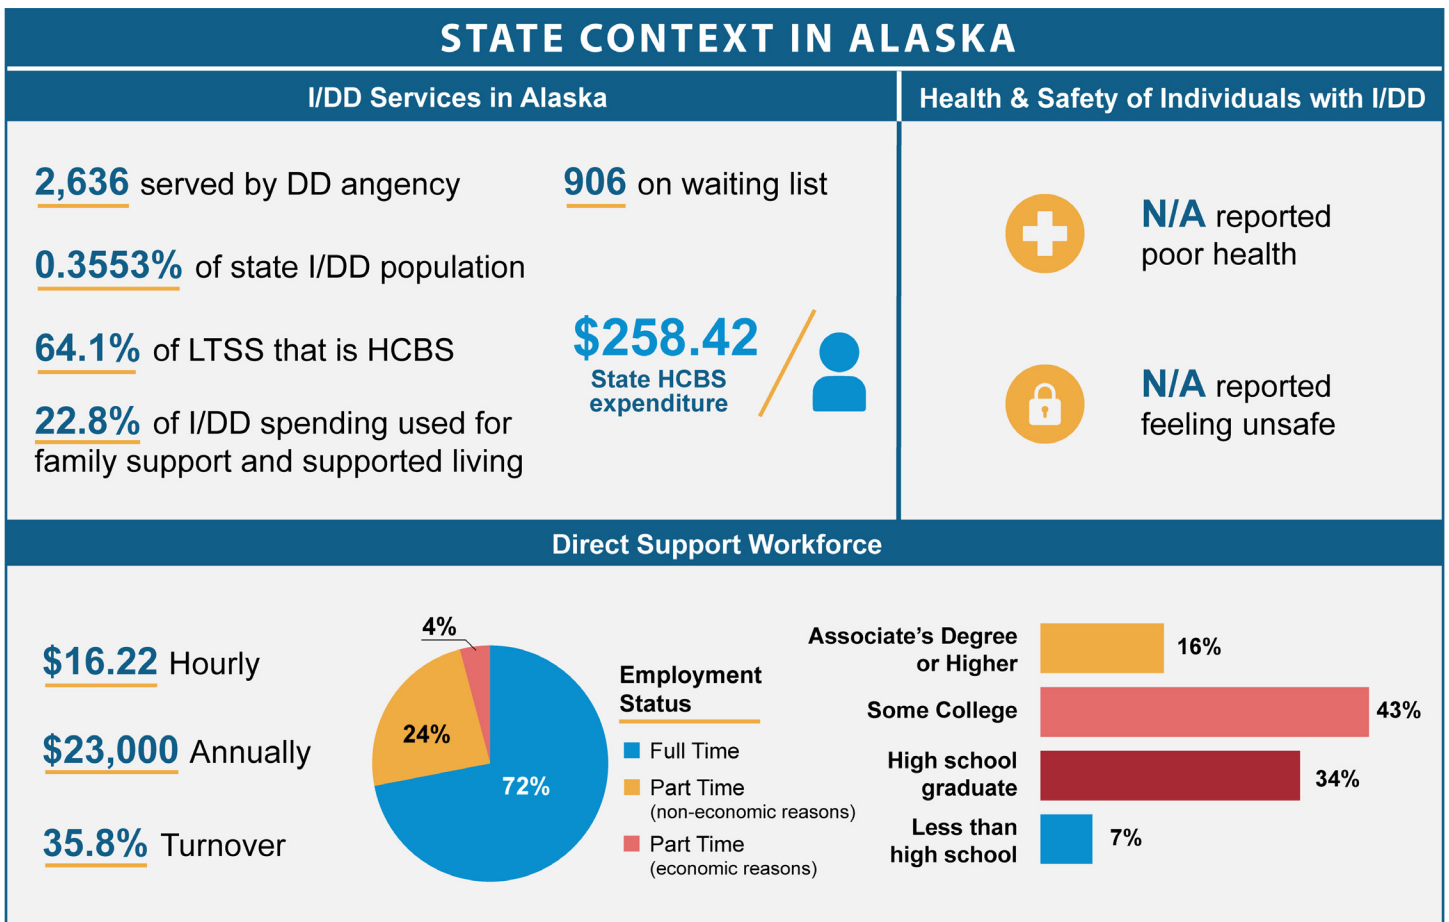 STATE CONTEXT IN ALASKA
I/DD Services in Alaska
2,636 served by DD angency
906 on waiting list
0.3553% of state I/DD population
64.1% of LTSS that is HCBS
22.8% of I/DD spending used for
family support and supported living
$258.42
State HCBS
expenditure
Health & Safety of Individuals with I/DD
N/A reported
poor health
N/A reported
feeling unsafe
Direct Support Workforce
$16.22 Hourly
$23,000 Annually
35.8% Turnover
4%
24%
72%
Employment
Status
Full Time
Part Time
(non-economic reasons)
Part Time
(economic reasons)
Associate's Degree
or Higher
16%
Some College
43%
High school
graduate
34%
Less than
high school
7%